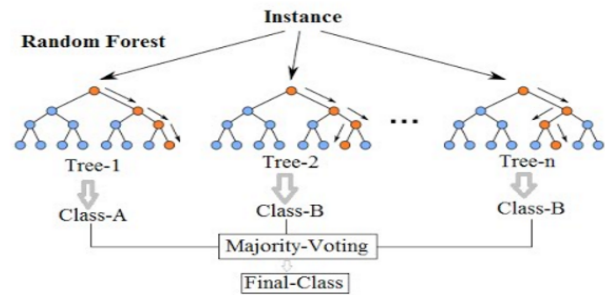 Instance
Random Forest
...
Tree-1
Tree-2
Tree-n
Class-A
Class-B
Class-B
Majority-Voting
Final-Class